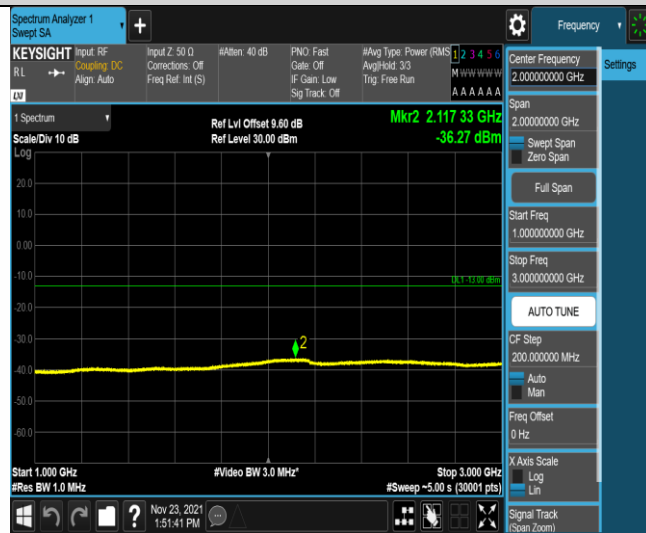 Spectrum Analyzer 1
Swept SA
Frequency
KEYSIGHT
RL
LXI
Input: RF
Coupling: DC
Align: Auto
Input Z: 50 Ω
Corrections: Off
Freq Ref: Int (S)
#Atten: 40 dB
PNO: Fast
Gate: Off
IF Gain: Low
Sig Track: Off
#Avg Type: Power (RMS
Avg|Hold: 3/3
Trig: Free Run
1 2 3 4 5 6
M W W W W W
A A A A A A
1 Spectrum
Scale/Div 10 dB
Log
Ref Lvl Offset 9.60 dB
Ref Level 30.00 dBm
Mkr2 2.117 33 GHz
-36.27 dBm
20.0
10.0
0.00
-10.0
DL1 -13.00 dBm
-20.0
-30.0
2
-40.0
-50.0
-60.0
Start 1.000 GHz
#Res BW 1.0 MHz
#Video BW 3.0 MHz*
Stop 3.000 GHz
#Sweep ~5.00 s (30001 pts)
?
Nov 23, 2021
1:51:41 PM
Center Frequency
2.000000000 GHz
Settings
Span
2.00000000 GHz
Swept Span
Zero Span
Full Span
Start Freq
1.000000000 GHz
Stop Freq
3.000000000 GHz
AUTO TUNE
CF Step
200.000000 MHz
Auto
Man
Freq Offset
0 Hz
X Axis Scale
Log
Lin
Signal Track
(Span Zoom)